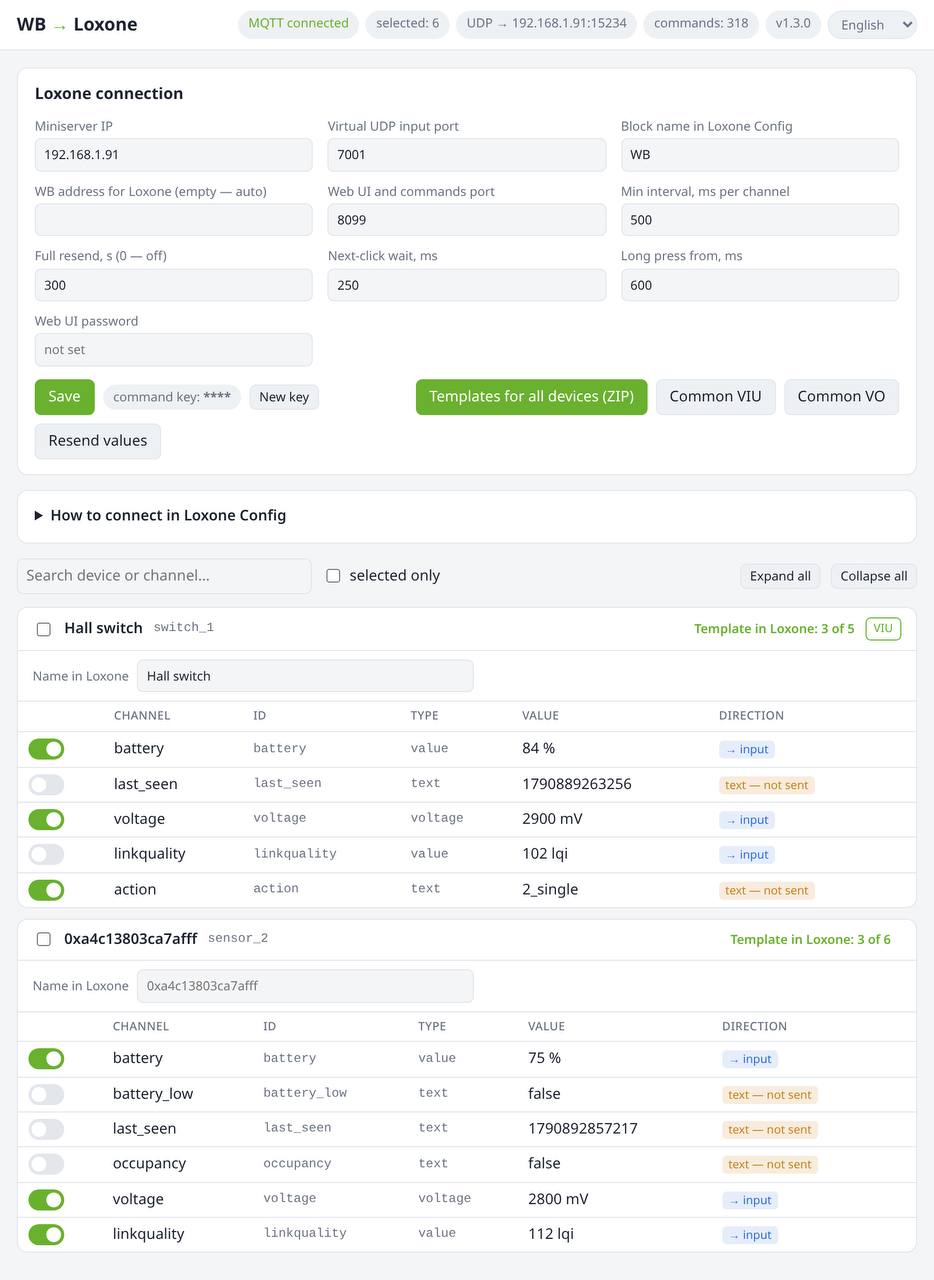 WB → Loxone
MQTT connected
selected: 6
UDP → 192.168.1.91:15234
commands: 318
v1.3.0
English
Loxone connection
Miniserver IP
Virtual UDP input port
Block name in Loxone Config
192.168.1.91
7001
WB
WB address for Loxone (empty — auto)
Web UI and commands port
Min interval, ms per channel
8099
500
Full resend, s (0 — off)
Next-click wait, ms
Long press from, ms
300
250
600
Web UI password
not set
Save
command key: ****
New key
Templates for all devices (ZIP)
Common VIU
Common VO
Resend values
How to connect in Loxone Config
Search device or channel...
selected only
Expand all
Collapse all
Hall switch switch_1
Template in Loxone: 3 of 5
VIU
Name in Loxone
Hall switch
CHANNEL ID TYPE VALUE DIRECTION
battery battery value 84 % → input
last_seen last_seen text 1790889263256 text — not sent
voltage voltage voltage 2900 mV → input
linkquality linkquality value 102 lqi → input
action action text 2_single text — not sent
0xa4c13803ca7afff sensor_2
Template in Loxone: 3 of 6
Name in Loxone
0xa4c13803ca7afff
CHANNEL ID TYPE VALUE DIRECTION
battery battery value 75 % → input
battery_low battery_low text false text — not sent
last_seen last_seen text 1790892857217 text — not sent
occupancy occupancy text false text — not sent
voltage voltage voltage 2800 mV → input
linkquality linkquality value 112 lqi → input